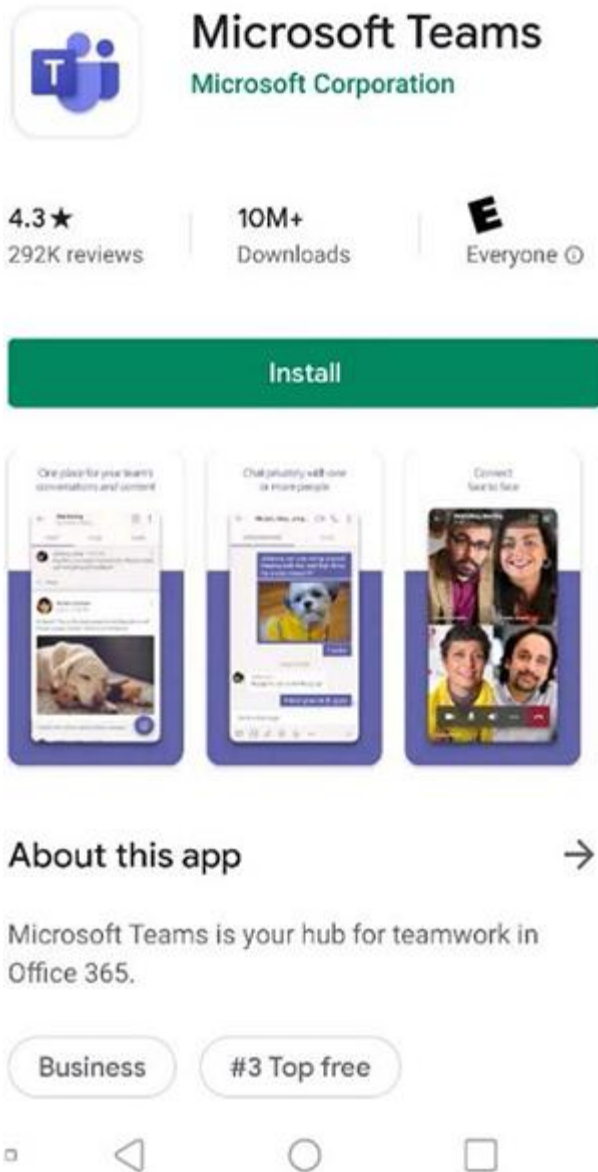 Microsoft Teams
Microsoft Corporation
T
4.3★
292K reviews
10M+
Downloads
E
Everyone
Install
One place for your team's
conversations and content
Chat privately with one
or more people
Connect
face to face
About this app
Microsoft Teams is your hub for teamwork in
Office 365.
Business
#3 Top free